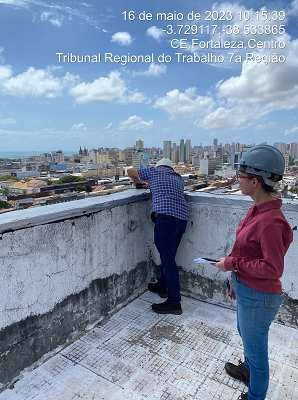 16 de maio de 2023 10:15:39
-3.729117,-38.533865
CE Fortaleza,Centro
Tribunal Regional do Trabalho 7a Região